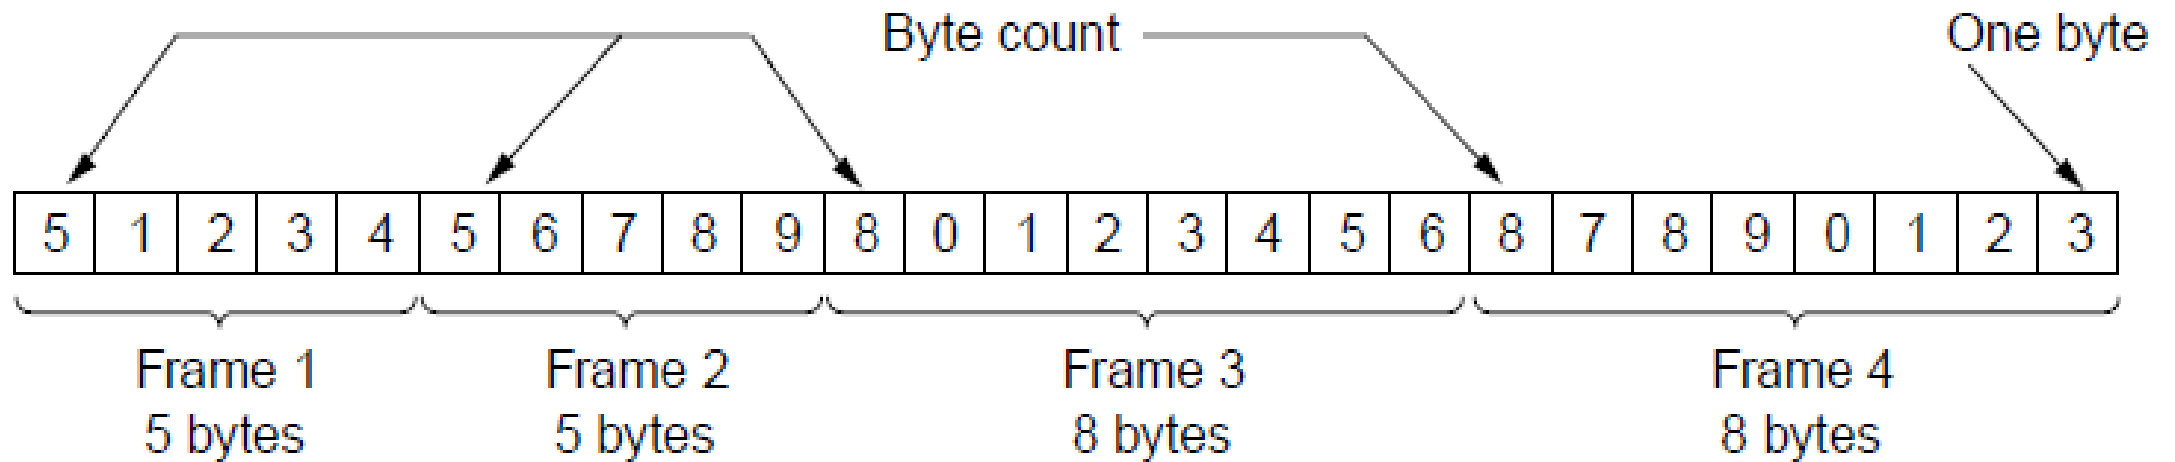 Byte count One byte
5 1 2 3 4 5 6 7 8 9 8 0 1 2 3 4 5 6 8 7 8 9 0 1 2 3
Frame 1 Frame 2 Frame 3 Frame 4
5 bytes 5 bytes 8 bytes 8 bytes